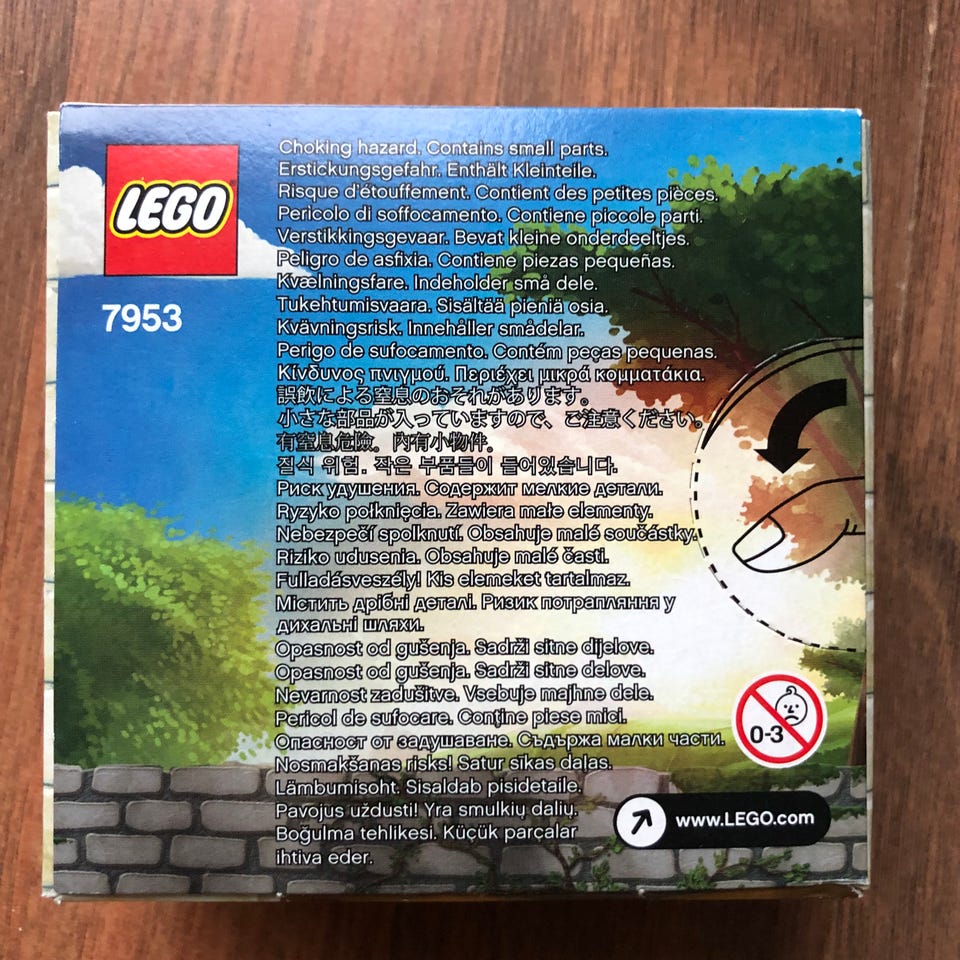 LEGO
7953
Choking hazard. Contains small parts.
Erstickungsgefahr. Enthält Kleinteile.
Risque d'étouffement. Contient des petites pièces.
Pericolo di soffocamento. Contiene piccole parti.
Verstikkingsgevaar. Bevat kleine onderdeeltjes.
Peligro de asfixia. Contiene piezas pequeñas.
Kvælningsfare. Indeholder små dele.
Tukehtumisvaara. Sisältää pieniä osia.
Kvävningsrisk. Innehåller smådelar.
Perigo de sufocamento. Contém peças pequenas.
Κίνδυνος πνιγμού. Περιέχει μικρά κομματάκια.
誤飲による窒息のおそれがあります。
小さな部品が入っていますので、ご注意ください。
有窒息危險。內有小物件。
질식 위험. 작은 부품들이 들어있습니다.
Риск удушения. Содержит мелкие детали.
Ryzyko połknięcia. Zawiera małe elementy.
Nebezpečí spolknutí. Obsahuje malé součástky.
Riziko udusenia. Obsahuje malé časti.
Fulladásveszély! Kis elemeket tartalmaz.
Містить дрібні деталі. Ризик потрапляння у
дихальні шляхи.
Opasnost od gušenja. Sadrži sitne dijelove.
Opasnost od gušenja. Sadrži sitne delove.
Nevarnost zadušitve. Vsebuje majhne dele.
Pericol de sufocare. Conține piese mici.
Опасност от задушаване. Съдържа малки части.
Nosmakšanas risks! Satur sīkas daļas.
Lämbumisoht. Sisaldab pisidetaile.
Pavojus uždusti! Yra smulkių dalių.
Boğulma tehlikesi. Küçük parçalar
ihtiva eder.
0-3
www.LEGO.com